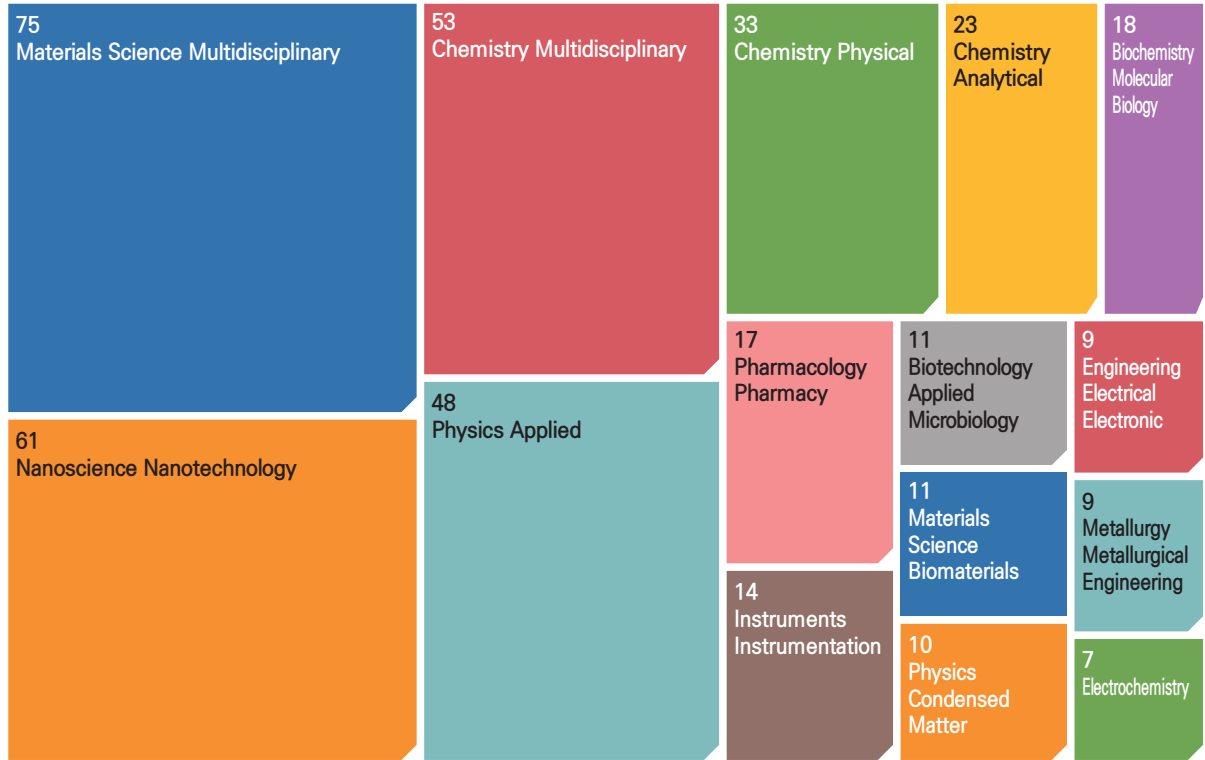 75
Materials Science Multidisciplinary
53
Chemistry Multidisciplinary
33
Chemistry Physical
23
Chemistry
Analytical
18
Biochemistry
Molecular
Biology
61
Nanoscience Nanotechnology
48
Physics Applied
17
Pharmacology
Pharmacy
11
Biotechnology
Applied
Microbiology
9
Engineering
Electrical
Electronic
11
Materials
Science
Biomaterials
9
Metallurgy
Metallurgical
Engineering
14
Instruments
Instrumentation
10
Physics
Condensed
Matter
7
Electrochemistry